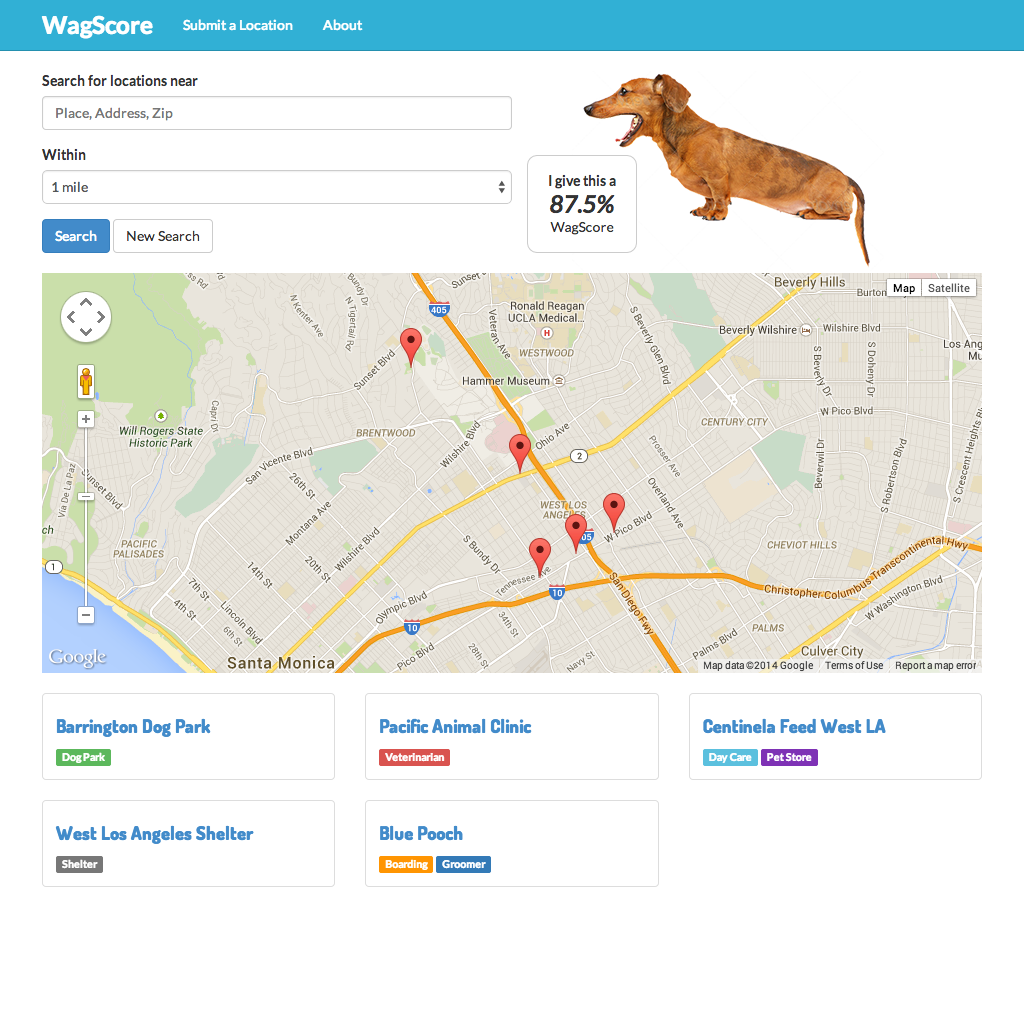 WagScore
Submit a Location
About
Search for locations near
Place, Address, Zip
Within
1 mile
Search
New Search
I give this a
87.5%
WagScore
Map
Satellite
Beverly Hills
Burton
Sunset
Bundy Dr
N Tigertail Rd
N Kenter Ave
405
Veteran Ave
Ronald Reagan
UCLA Medical...
H
WESTWOOD
S Beverly Glen Blvd
Beverly Wilshire
Wilshire Blvd
Los Ang
Mu
S Beverly Dr
S Doheny Dr
Sunset Blvd
Hammer Museum
W Pico Blvd
CENTURY CITY
Capri Dr
Will Rogers State
Historic Park
BRENTWOOD
Wilshire Blvd
Ohio Ave
2
Prosser Ave
Beverwil Dr
S Robertson Blvd
S Crescent Heights B
San Vicente Blvd
Via De La Paz
Sunset Blvd
26th St
Montana Ave
Overland Ave
WEST LOS
ANGELES
W Pico Blvd
05
ch
PACIFIC
PALISADES
20th St
Wilshire Blvd
S Bundy Dr
CHEVIOT HILLS
1
14th St
7th St
4th St
6th St
Lincoln Blvd
Olympic Blvd
Tennessee Ave
10
10
34th St
San Diego Fwy
Christopher Columbus Transcontinental Hwy
W Washington Blvd
PALMS
Palms Blvd
Culver City
Santa Monica
Pico Blvd
28th St
Navy St
Google
Map data ©2014 Google
Terms of Use
Report a map error
Barrington Dog Park
Dog Park
Pacific Animal Clinic
Veterinarian
Centinela Feed West LA
Day Care
Pet Store
West Los Angeles Shelter
Shelter
Blue Pooch
Boarding
Groomer